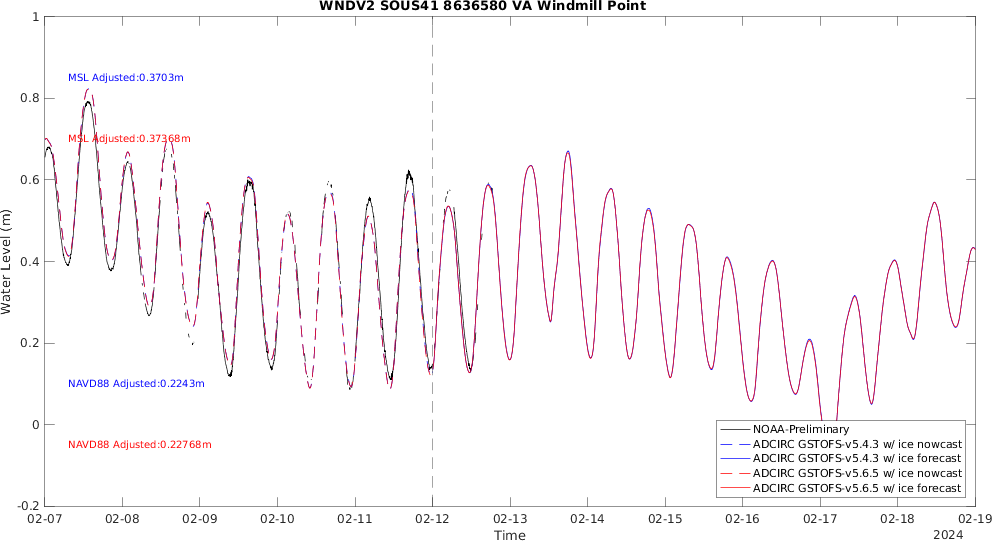 WNDV2 SOUS41 8636580 VA Windmill Point
1
0.8
0.6
0.4
0.2
0
-0.2
Water Level (m)
MSL Adjusted:0.3703m
MSL Adjusted:0.37368m
NAVD88 Adjusted:0.2243m
NAVD88 Adjusted:0.22768m
NOAA-Preliminary
ADCIRC GSTOFS-v5.4.3 w/ ice nowcast
ADCIRC GSTOFS-v5.4.3 w/ ice forecast
ADCIRC GSTOFS-v5.6.5 w/ ice nowcast
ADCIRC GSTOFS-v5.6.5 w/ ice forecast
02-07 02-08 02-09 02-10 02-11 02-12 02-13 02-14 02-15 02-16 02-17 02-18 02-19
Time
2024